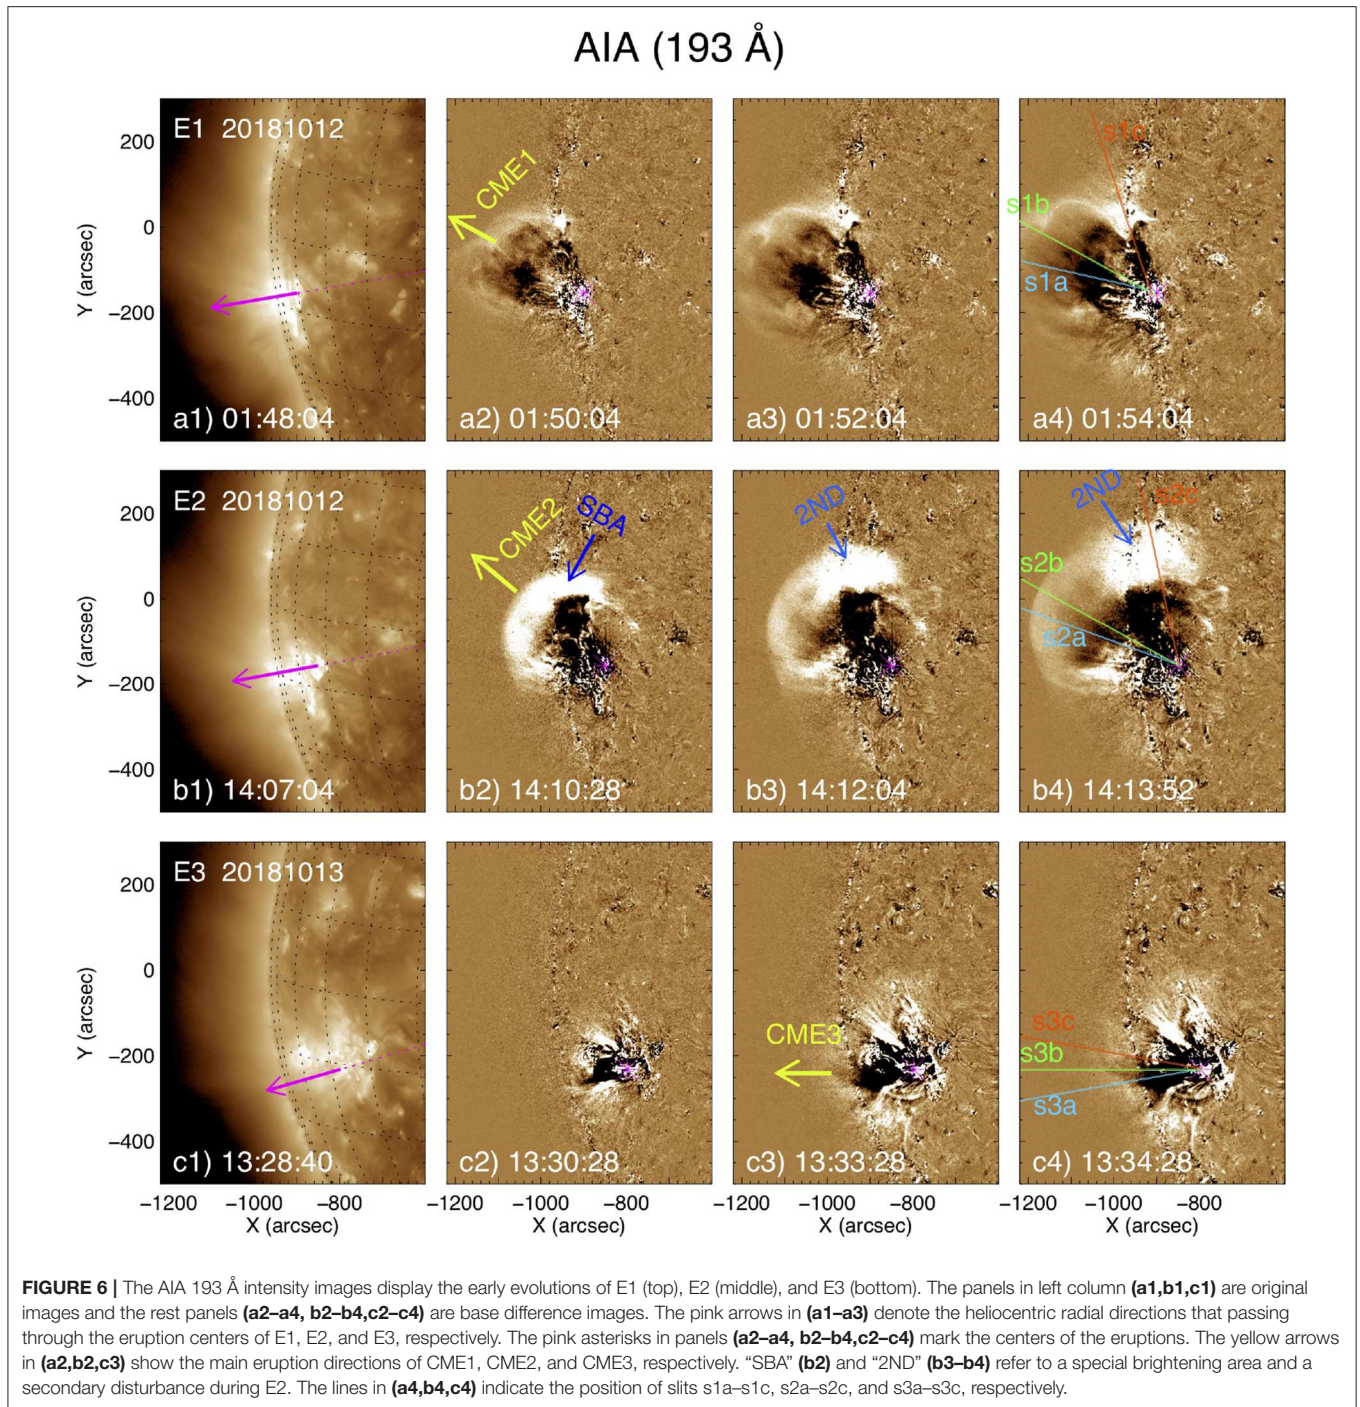 AIA (193 Å)
E1 20181012
a1) 01:48:04
CME1
a2) 01:50:04
a3) 01:52:04
s1c
s1b
s1a
a4) 01:54:04
200
0
−200
−400
Y (arcsec)
E2 20181012
b1) 14:07:04
CME2
SBA
b2) 14:10:28
2ND
b3) 14:12:04
2ND
s2c
s2b
s2a
b4) 14:13:52
200
0
−200
−400
Y (arcsec)
E3 20181013
c1) 13:28:40
c2) 13:30:28
CME3
c3) 13:33:28
s3c
s3b
s3a
c4) 13:34:28
200
0
−200
−400
Y (arcsec)
−1200 −1000 −800
X (arcsec)
−1200 −1000 −800
X (arcsec)
−1200 −1000 −800
X (arcsec)
−1200 −1000 −800
X (arcsec)
FIGURE 6 | The AIA 193 Å intensity images display the early evolutions of E1 (top), E2 (middle), and E3 (bottom). The panels in left column (a1,b1,c1) are original
images and the rest panels (a2–a4, b2–b4,c2–c4) are base difference images. The pink arrows in (a1–a3) denote the heliocentric radial directions that passing
through the eruption centers of E1, E2, and E3, respectively. The pink asterisks in panels (a2–a4, b2–b4,c2–c4) mark the centers of the eruptions. The yellow arrows
in (a2,b2,c3) show the main eruption directions of CME1, CME2, and CME3, respectively. “SBA” (b2) and “2ND” (b3–b4) refer to a special brightening area and a
secondary disturbance during E2. The lines in (a4,b4,c4) indicate the position of slits s1a–s1c, s2a–s2c, and s3a–s3c, respectively.